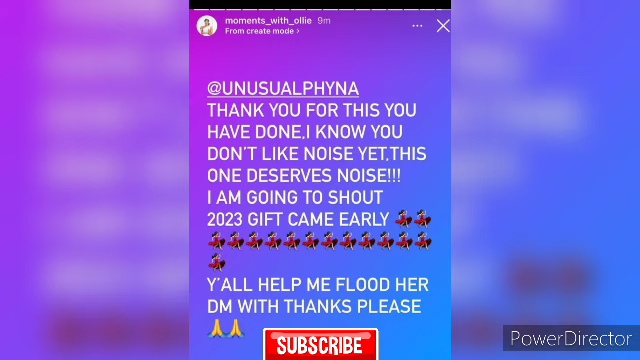 moments_with_ollie 9m
From create mode >
@UNUSUALPHYNA
THANK YOU FOR THIS YOU
HAVE DONE,I KNOW YOU
DON'T LIKE NOISE YET,THIS
ONE DESERVES NOISE!!!
I AM GOING TO SHOUT
2023 GIFT CAME EARLY 💃💃
💃💃💃💃💃💃💃💃💃💃💃💃
💃
Y'ALL HELP ME FLOOD HER
DM WITH THANKS PLEASE
🙏🙏
SUBSCRIBE
PowerDirector